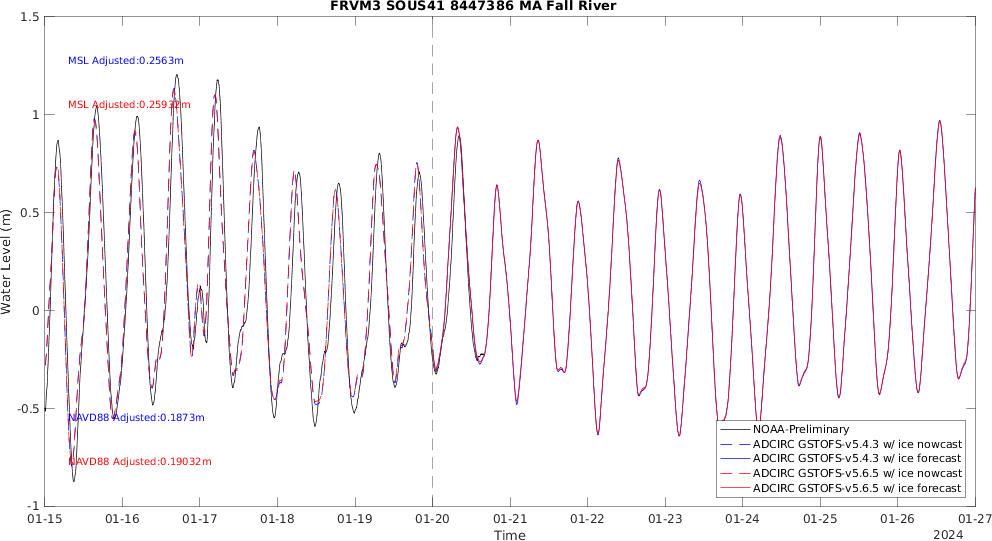 FRVM3 SOUS41 8447386 MA Fall River
1.5
1
0.5
0
-0.5
-1
Water Level (m)
MSL Adjusted:0.2563m
MSL Adjusted:0.25932m
NAVD88 Adjusted:0.1873m
NAVD88 Adjusted:0.19032m
NOAA-Preliminary
ADCIRC GSTOFS-v5.4.3 w/ ice nowcast
ADCIRC GSTOFS-v5.4.3 w/ ice forecast
ADCIRC GSTOFS-v5.6.5 w/ ice nowcast
ADCIRC GSTOFS-v5.6.5 w/ ice forecast
01-15 01-16 01-17 01-18 01-19 01-20 01-21 01-22 01-23 01-24 01-25 01-26 01-27
Time
2024